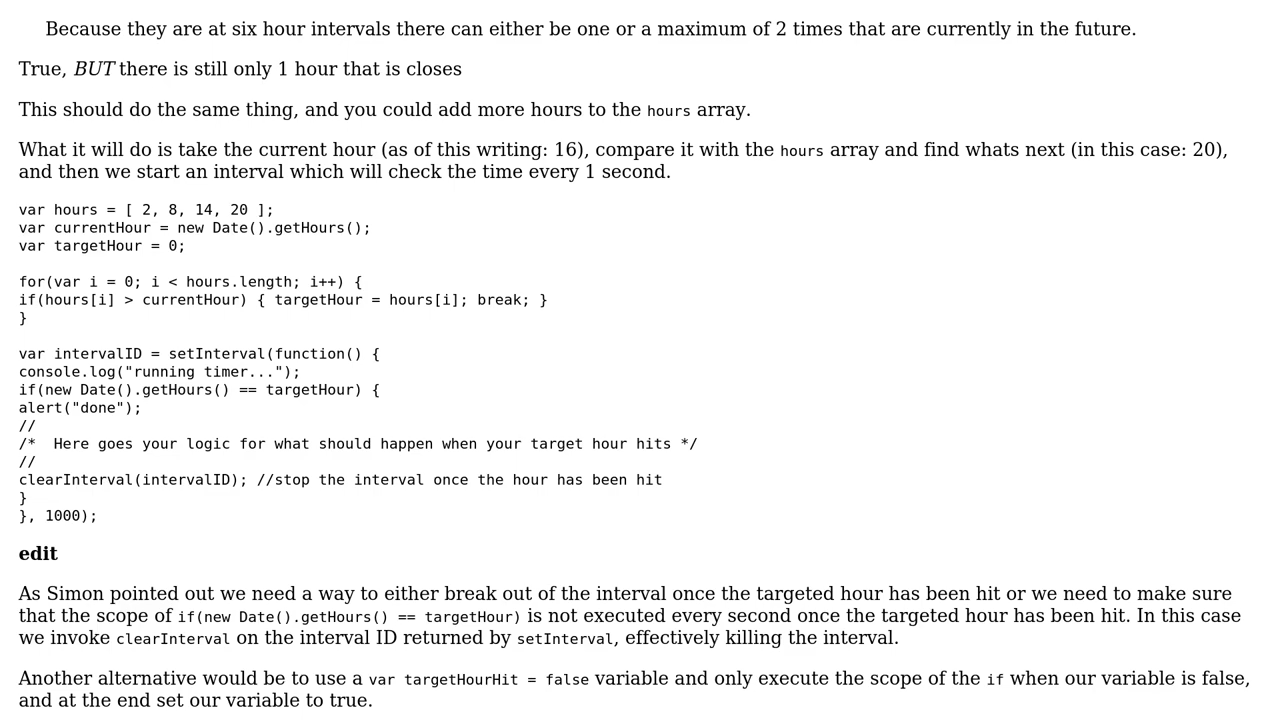 Because they are at six hour intervals there can either be one or a maximum of 2 times that are currently in the future.
True, BUT there is still only 1 hour that is closes
This should do the same thing, and you could add more hours to the hours array.
What it will do is take the current hour (as of this writing: 16), compare it with the hours array and find whats next (in this case: 20),
and then we start an interval which will check the time every 1 second.
var hours = [ 2, 8, 14, 20 ];
var currentHour = new Date().getHours();
var targetHour = 0;
for(var i = 0; i < hours.length; i++) {
if(hours[i] > currentHour) { targetHour = hours[i]; break; }
}
var intervalID = setInterval(function() {
console.log("running timer...");
if(new Date().getHours() == targetHour) {
alert("done");
//
/*  Here goes your logic for what should happen when your target hour hits */
//
clearInterval(intervalID); //stop the interval once the hour has been hit
}
}, 1000);
edit
As Simon pointed out we need a way to either break out of the interval once the targeted hour has been hit or we need to make sure
that the scope of if(new Date().getHours() == targetHour) is not executed every second once the targeted hour has been hit. In this case
we invoke clearInterval on the interval ID returned by setInterval, effectively killing the interval.
Another alternative would be to use a var targetHourHit = false variable and only execute the scope of the if when our variable is false,
and at the end set our variable to true.